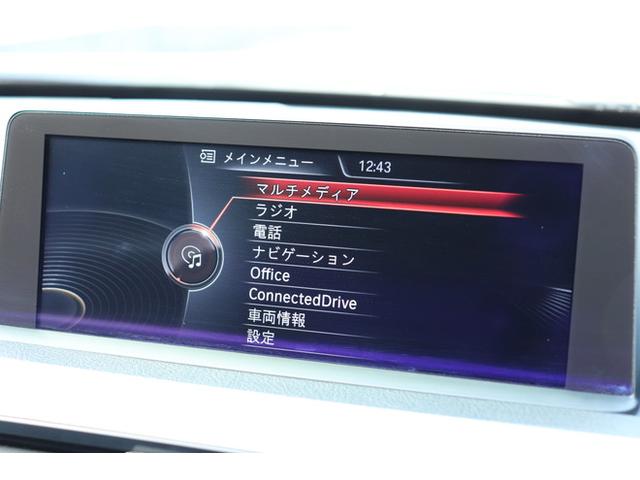 メインメニュー 12:43
マルチメディア
ラジオ
電話
ナビゲーション
Office
ConnectedDrive
車両情報
設定